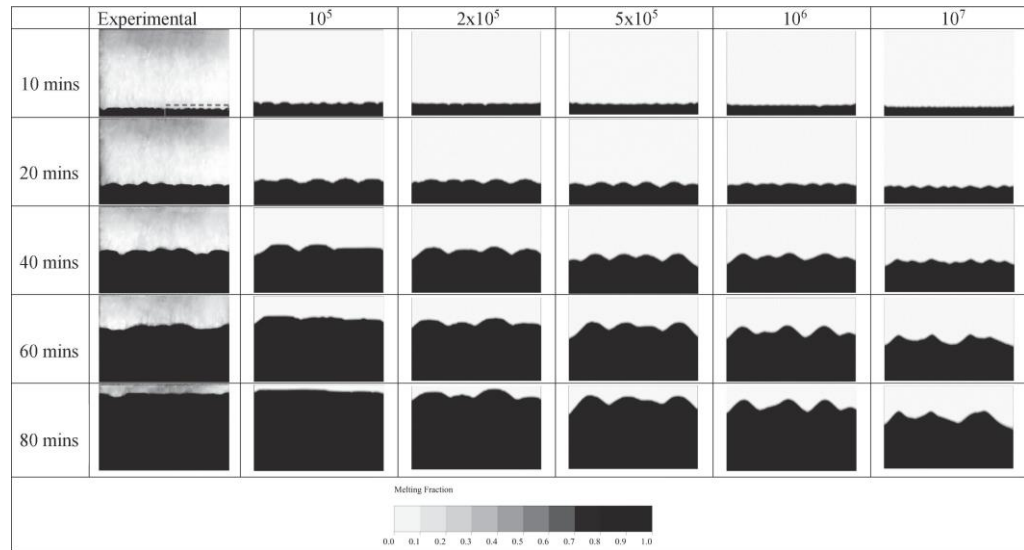 Experimental 10⁵ 2x10⁵ 5x10⁵ 10⁶ 10⁷
10 mins
20 mins
40 mins
60 mins
80 mins
Melting Fraction
0.0 0.1 0.2 0.3 0.4 0.5 0.6 0.7 0.8 0.9 1.0